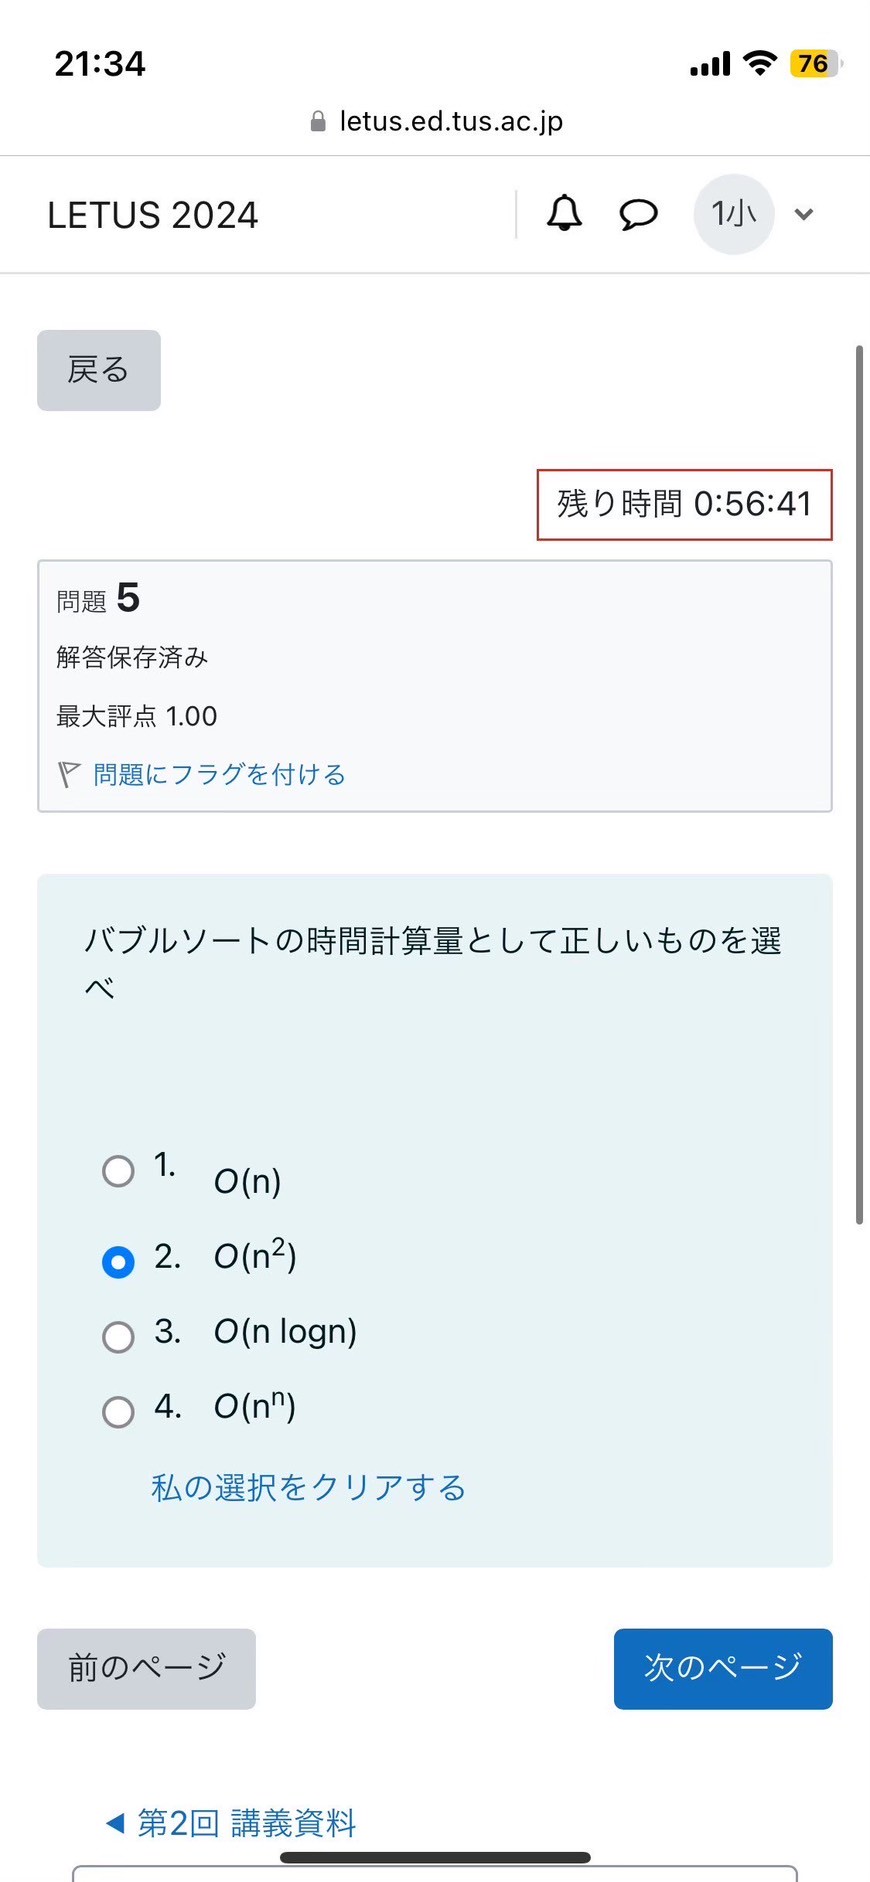 21:34
76
letus.ed.tus.ac.jp
LETUS 2024
1小
戻る
残り時間 0:56:41
問題 5
解答保存済み
最大評点 1.00
問題にフラグを付ける
バブルソートの時間計算量として正しいものを選
べ
1. O(n)
2. O(n²)
3. O(n logn)
4. O(nⁿ)
私の選択をクリアする
前のページ
次のページ
◀ 第2回 講義資料